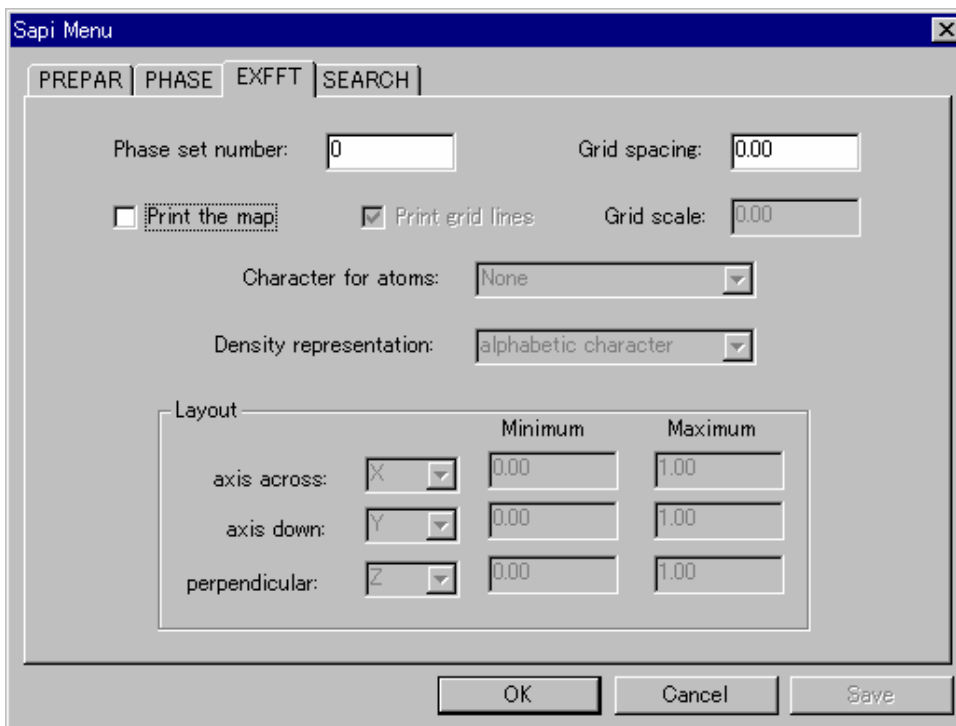 Sapi Menu
PREPAR PHASE EXFFT SEARCH
Phase set number: 0 Grid spacing: 0.00
Print the map Print grid lines Grid scale: 0.00
Character for atoms: None
Density representation: alphabetic character
Layout
Minimum Maximum
axis across: X 0.00 1.00
axis down: Y 0.00 1.00
perpendicular: Z 0.00 1.00
OK Cancel Save